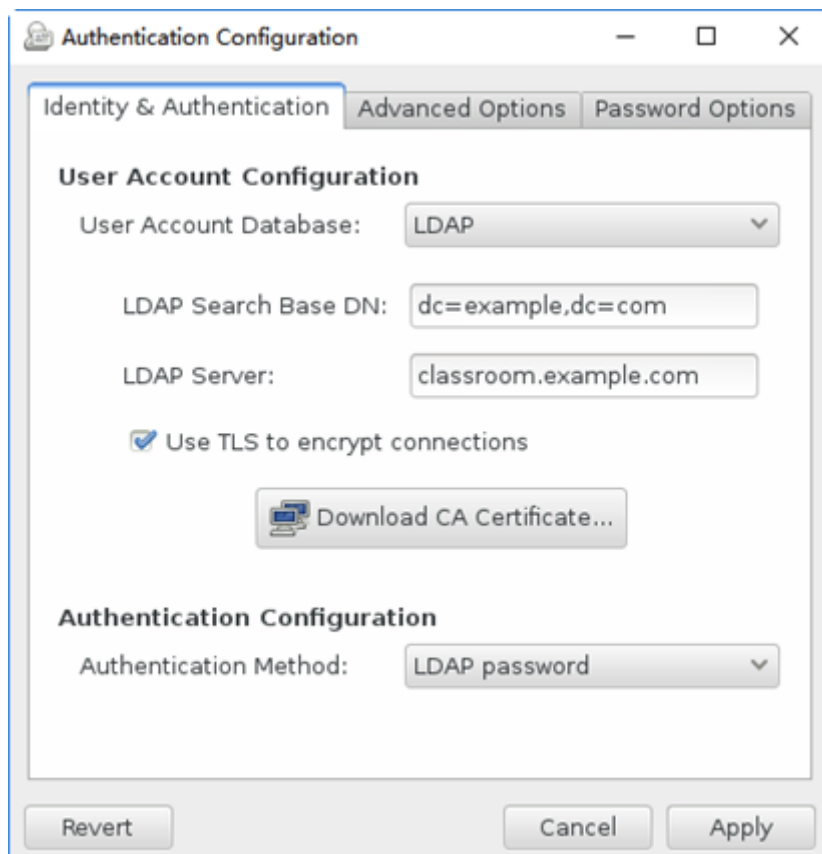 Authentication Configuration
Identity & Authentication
Advanced Options
Password Options
User Account Configuration
User Account Database: LDAP
LDAP Search Base DN: dc=example,dc=com
LDAP Server: classroom.example.com
Use TLS to encrypt connections
Download CA Certificate...
Authentication Configuration
Authentication Method: LDAP password
Revert
Cancel
Apply